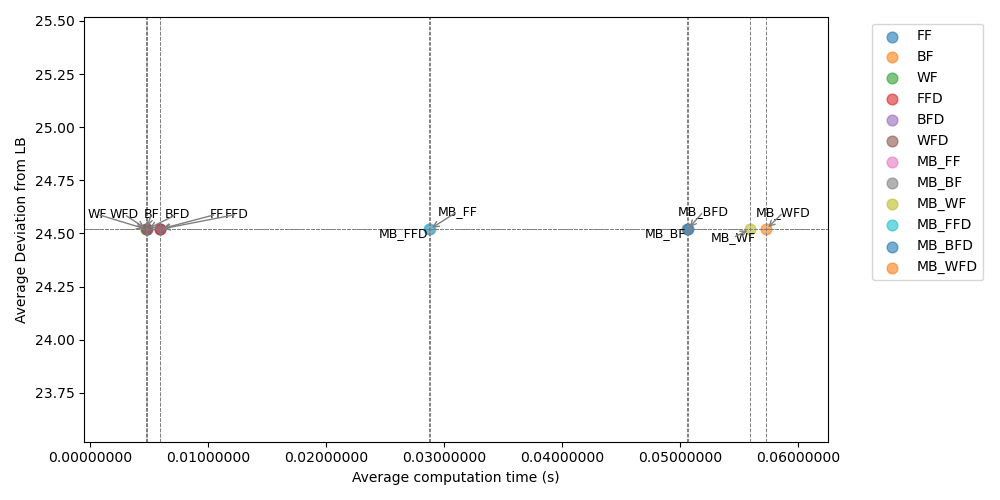 25.50
25.25
25.00
24.75
24.50
24.25
24.00
23.75
Average Deviation from LB
WF WFD BF BFD FF FFD MB_FF MB_BFD MB_WFD
MB_FFD MB_BF MB_WF
0.00000000 0.01000000 0.02000000 0.03000000 0.04000000 0.05000000 0.06000000
Average computation time (s)
FF
BF
WF
FFD
BFD
WFD
MB_FF
MB_BF
MB_WF
MB_FFD
MB_BFD
MB_WFD